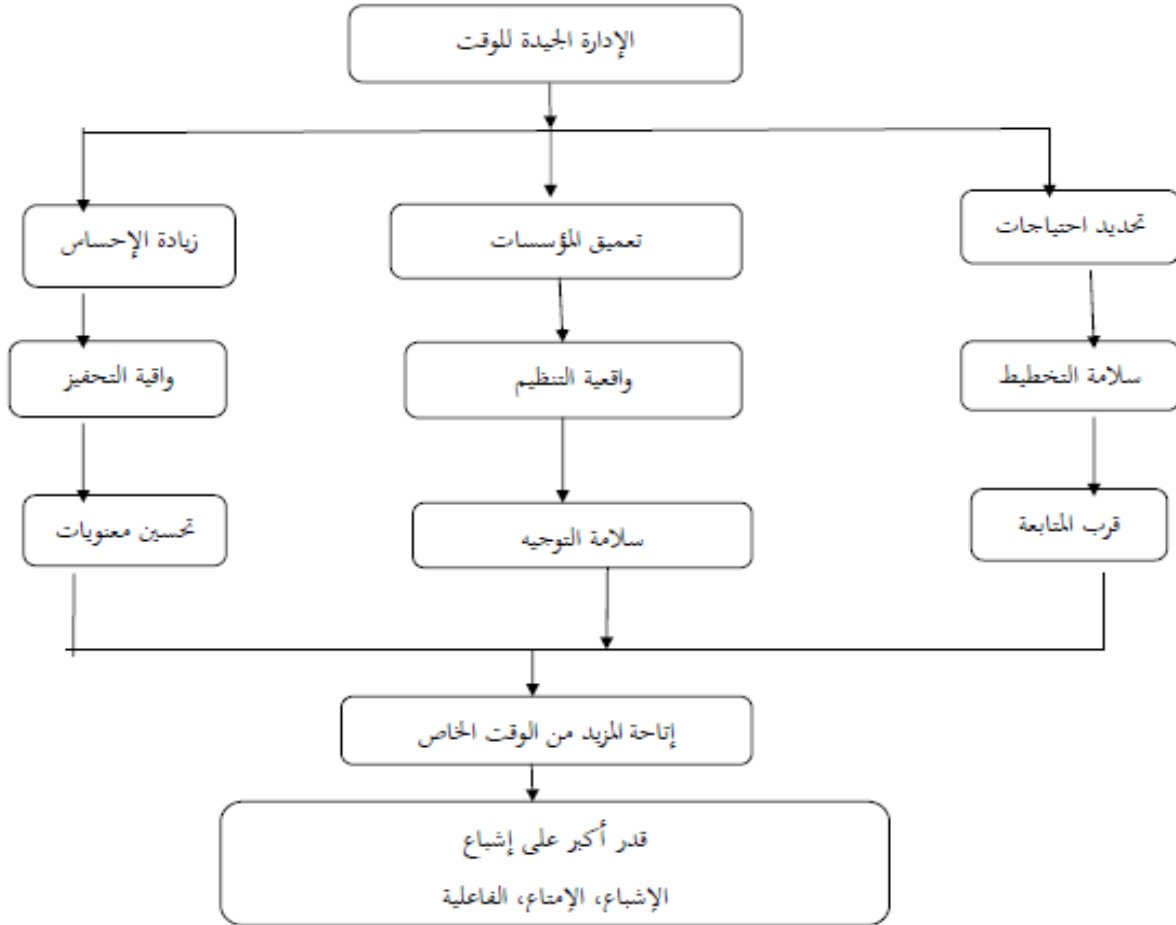 الإدارة الجيدة للوقت
تحديد احتياجات
تعميق المؤسسات
زيادة الإحساس
سلامة التخطيط
واقعية التنظيم
واقية التحفيز
قرب المتابعة
سلامة التوجيه
تحسين معنويات
إتاحة المزيد من الوقت الخاص
قدر أكبر على إشباع
الإشباع، الإمتاع، الفاعلية